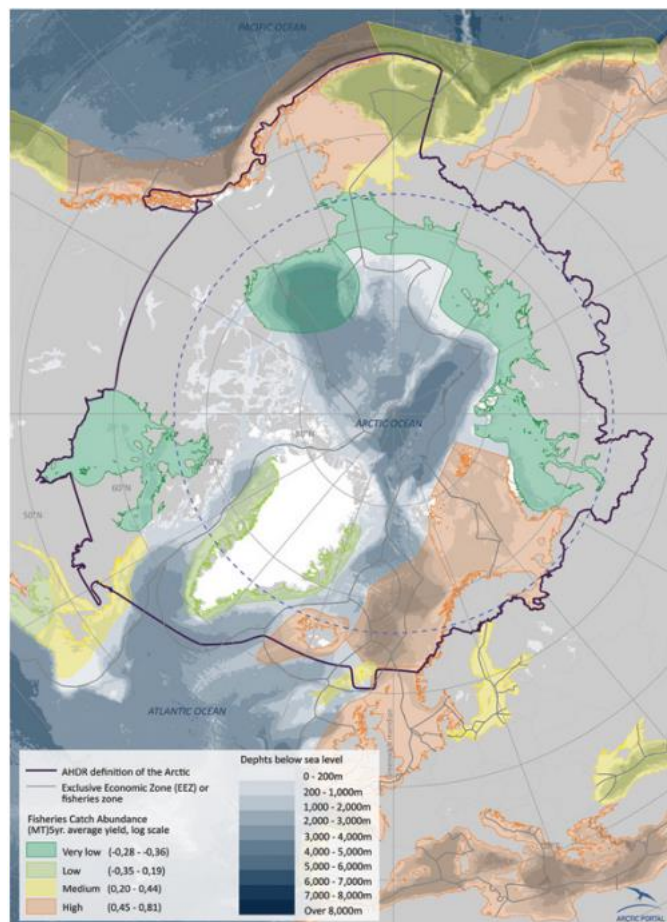 PACIFIC OCEAN
ARCTIC OCEAN
80°N
60°N
50°N
ATLANTIC OCEAN
AHDR definition of the Arctic
Exclusive Economic Zone (EEZ) or
fisheries zone
Fisheries Catch Abundance
(MT)5yr. average yield, log scale
Very low (-0,28 - -0,36)
Low (-0,35 - 0,19)
Medium (0,20 - 0,44)
High (0,45 - 0,81)
Dephts below sea level
0 - 200m
200 - 1,000m
1,000 - 2,000m
2,000 - 3,000m
3,000 - 4,000m
4,000 - 5,000m
5,000 - 6,000m
6,000 - 7,000m
7,000 - 8,000m
Over 8,000m
ARCTIC PORTAL